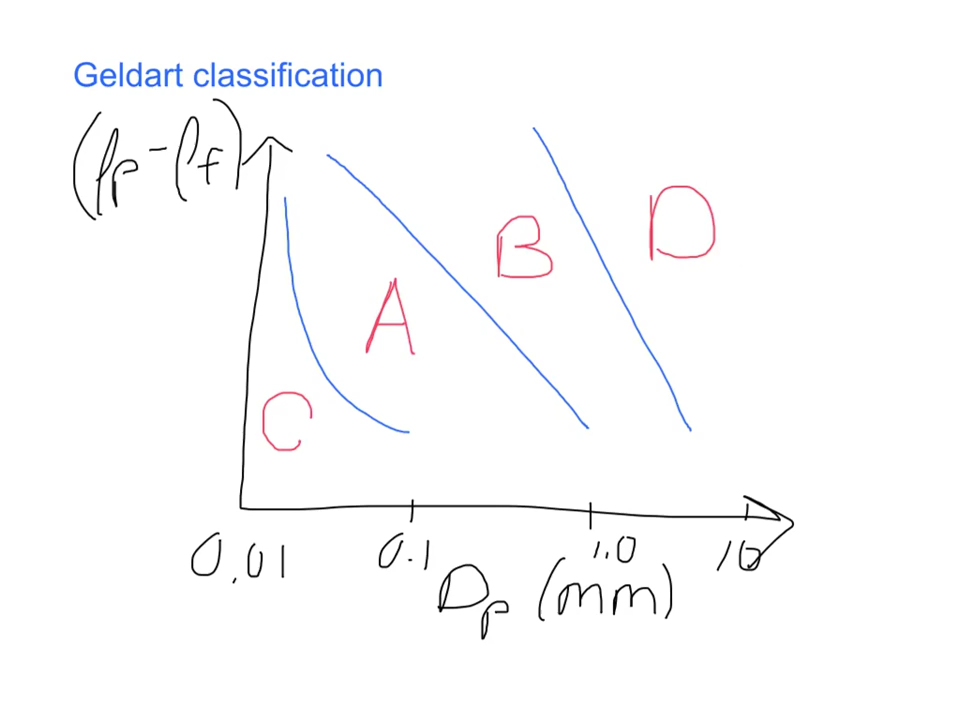 Geldart classification
(ρp-ρf)
D
B
A
C
0.01 0.1 1.0 10
Dp (mm)